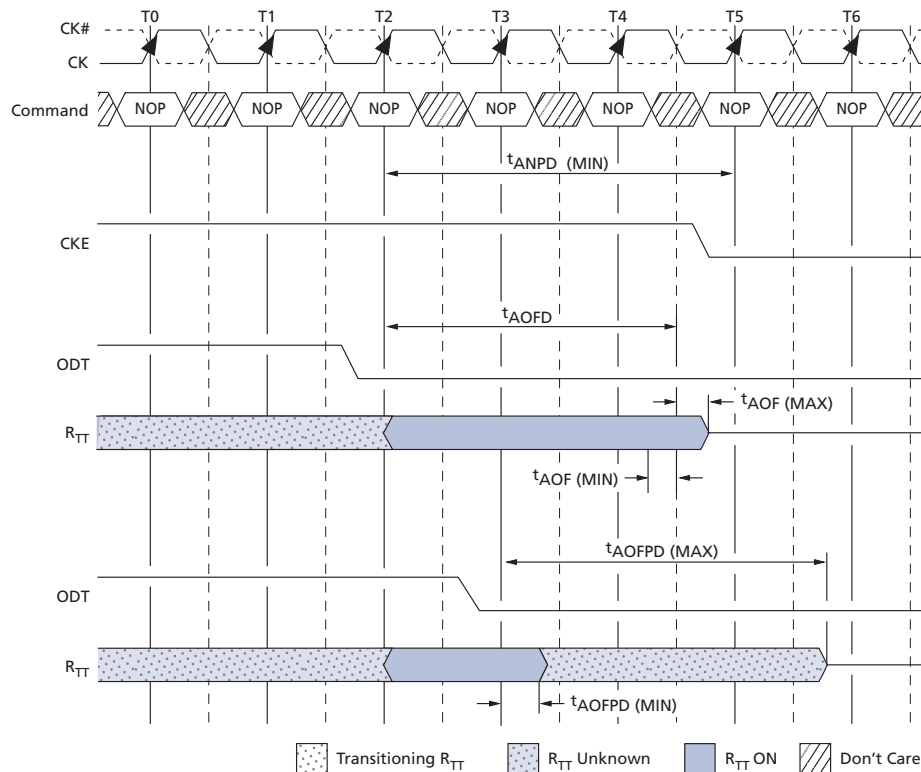 T0 T1 T2 T3 T4 T5 T6
CK#
CK
Command NOP NOP NOP NOP NOP NOP NOP
tANPD (MIN)
CKE
tAOFD
ODT
tAOF (MAX)
RTT
tAOF (MIN)
tAOFPD (MAX)
ODT
RTT
tAOFPD (MIN)
Transitioning RTT RTT Unknown RTT ON Don't Care